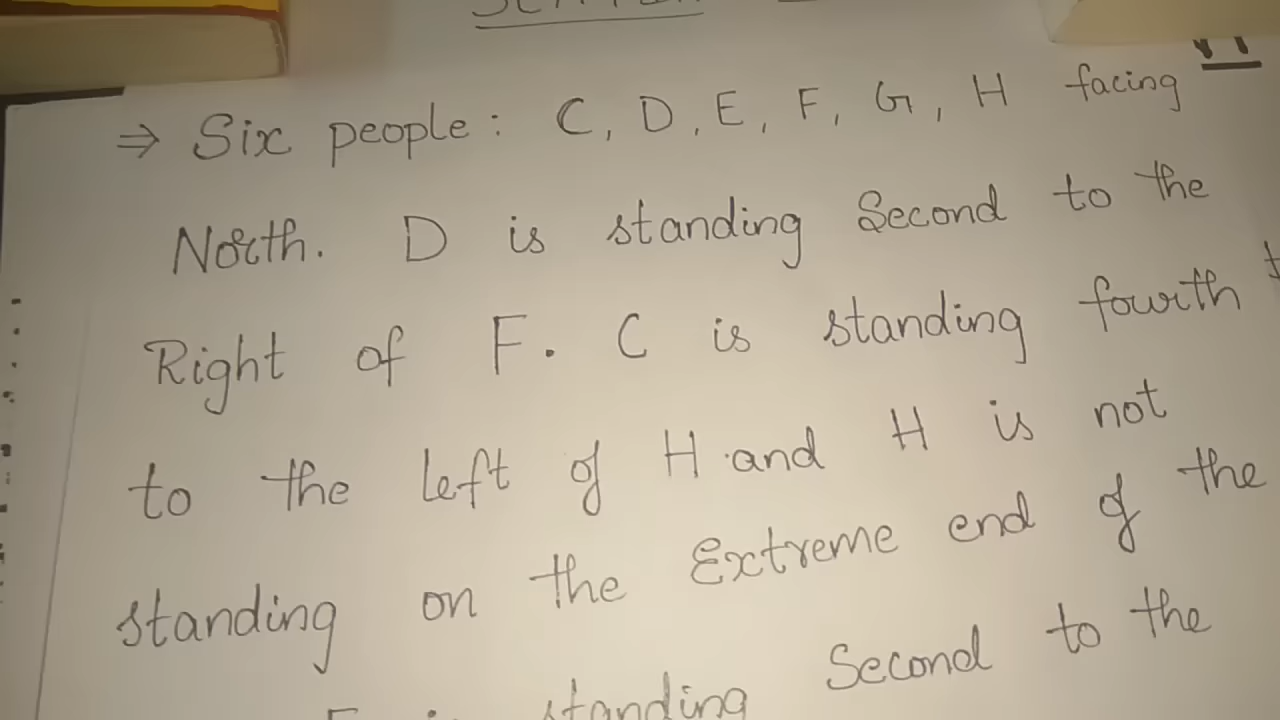 ⇒ Six people: C, D, E, F, G, H facing
North. D is standing Second to the
Right of F. C is standing fourth
to the left of H and H is not
standing on the Extreme end of the
standing Second to the